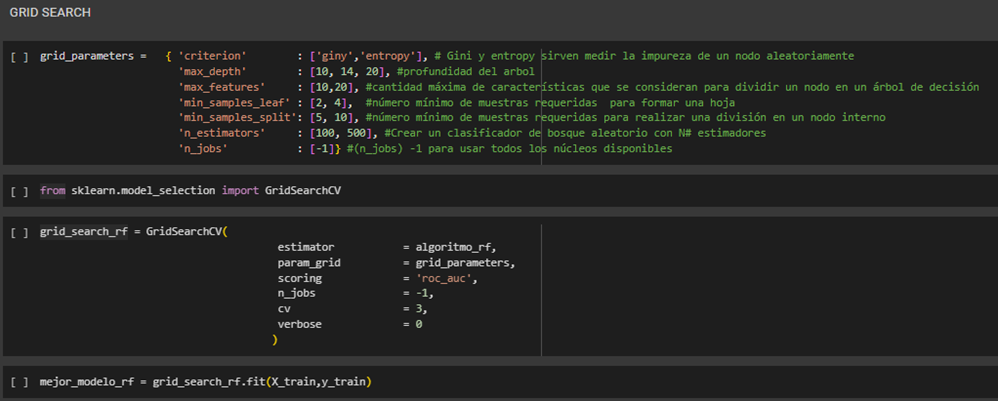 GRID SEARCH
[ ] grid_parameters = { 'criterion' : ['giny','entropy'], # Gini y entropy sirven medir la impureza de un nodo aleatoriamente
'max_depth' : [10, 14, 20], #profundidad del arbol
'max_features' : [10,20], #cantidad máxima de características que se consideran para dividir un nodo en un árbol de decisión
'min_samples_leaf' : [2, 4], #número mínimo de muestras requeridas para formar una hoja
'min_samples_split': [5, 10], #número mínimo de muestras requeridas para realizar una división en un nodo interno
'n_estimators' : [100, 500], #Crear un clasificador de bosque aleatorio con N# estimadores
'n_jobs' : [-1]} #(n_jobs) -1 para usar todos los núcleos disponibles
[ ] from sklearn.model_selection import GridSearchCV
[ ] grid_search_rf = GridSearchCV(
estimator = algoritmo_rf,
param_grid = grid_parameters,
scoring = 'roc_auc',
n_jobs = -1,
cv = 3,
verbose = 0
)
[ ] mejor_modelo_rf = grid_search_rf.fit(X_train,y_train)